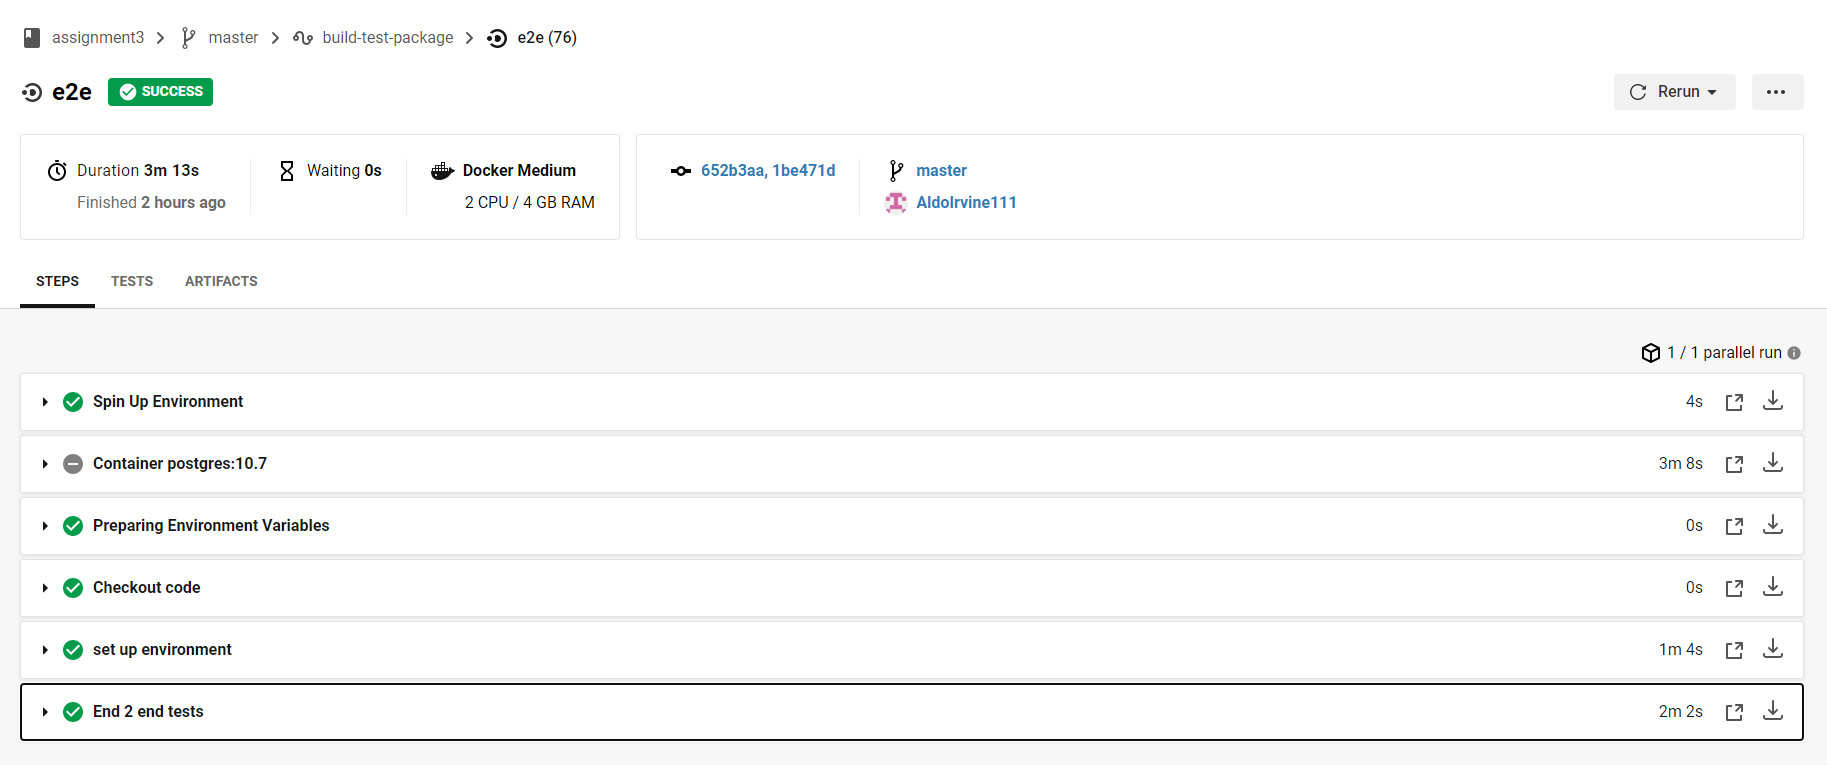 assignment3 master build-test-package e2e (76)
e2e SUCCESS Rerun
Duration 3m 13s Waiting 0s Docker Medium 652b3aa, 1be471d master
Finished 2 hours ago 2 CPU / 4 GB RAM AldoIrvine111
STEPS TESTS ARTIFACTS
1 / 1 parallel run
Spin Up Environment 4s
Container postgres:10.7 3m 8s
Preparing Environment Variables 0s
Checkout code 0s
set up environment 1m 4s
End 2 end tests 2m 2s